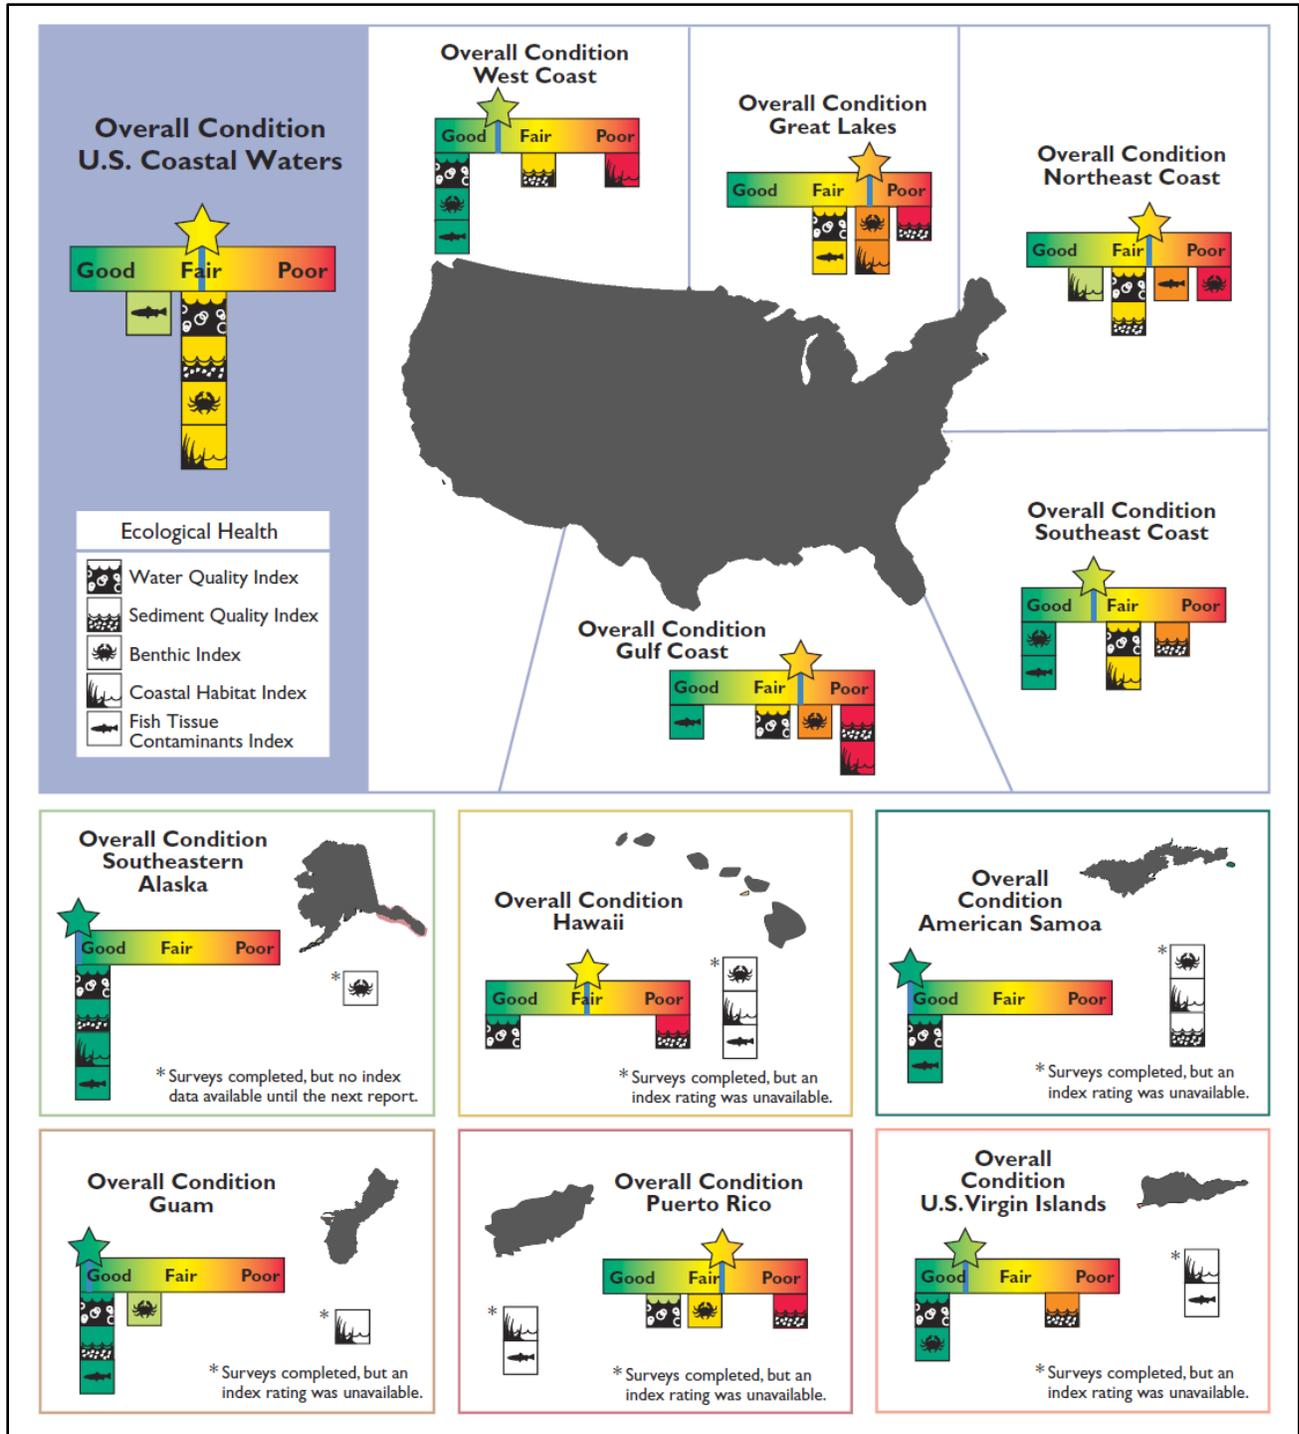 Overall Condition
U.S. Coastal Waters
Good Fair Poor
Ecological Health
Water Quality Index
Sediment Quality Index
Benthic Index
Coastal Habitat Index
Fish Tissue
Contaminants Index
Overall Condition
West Coast
Good Fair Poor
Overall Condition
Great Lakes
Good Fair Poor
Overall Condition
Northeast Coast
Good Fair Poor
Overall Condition
Southeast Coast
Good Fair Poor
Overall Condition
Gulf Coast
Good Fair Poor
Overall Condition
Southeastern
Alaska
Good Fair Poor
*
* Surveys completed, but no index
data available until the next report.
Overall Condition
Hawaii
Good Fair Poor
*
* Surveys completed, but an
index rating was unavailable.
Overall
Condition
American Samoa
Good Fair Poor
*
* Surveys completed, but an
index rating was unavailable.
Overall Condition
Guam
Good Fair Poor
*
* Surveys completed, but an
index rating was unavailable.
Overall Condition
Puerto Rico
Good Fair Poor
*
* Surveys completed, but an
index rating was unavailable.
Overall
Condition
U.S. Virgin Islands
Good Fair Poor
*
* Surveys completed, but an
index rating was unavailable.